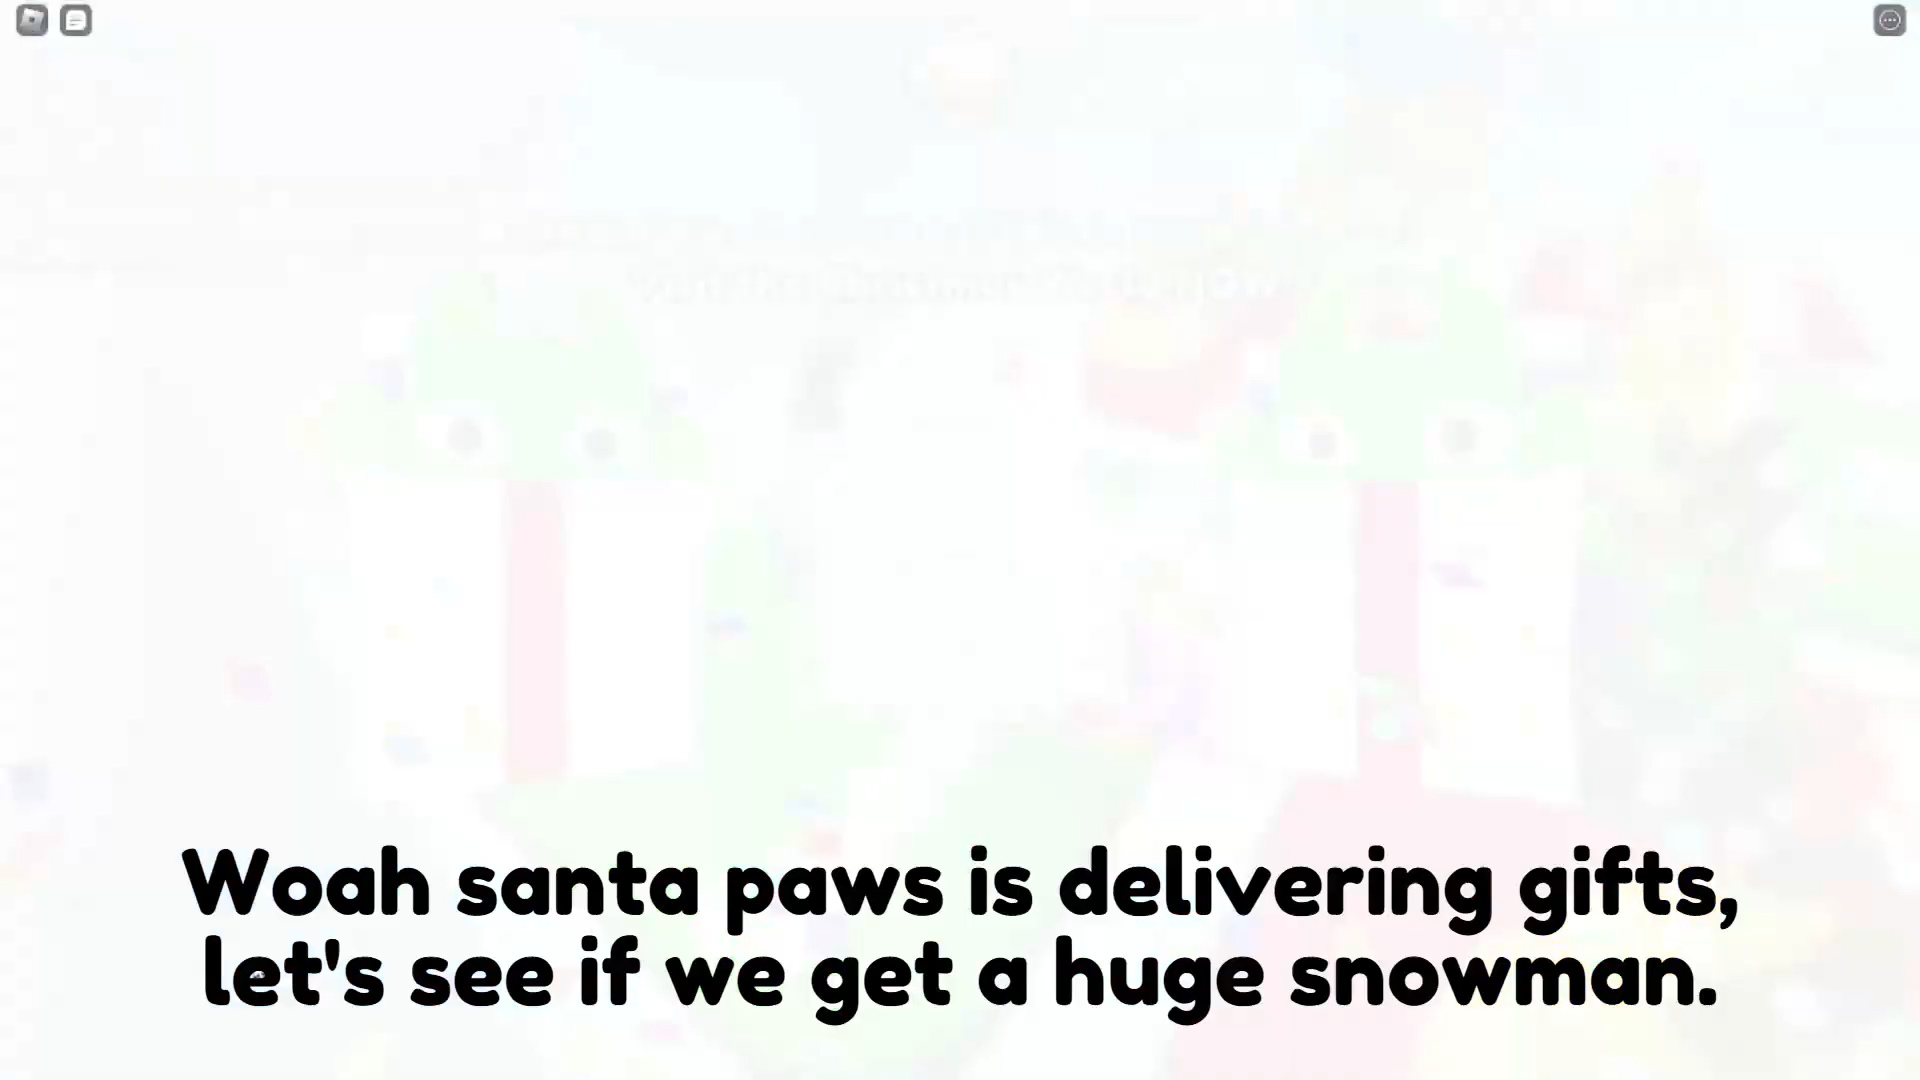 Woah santa paws is delivering gifts,
let's see if we get a huge snowman.